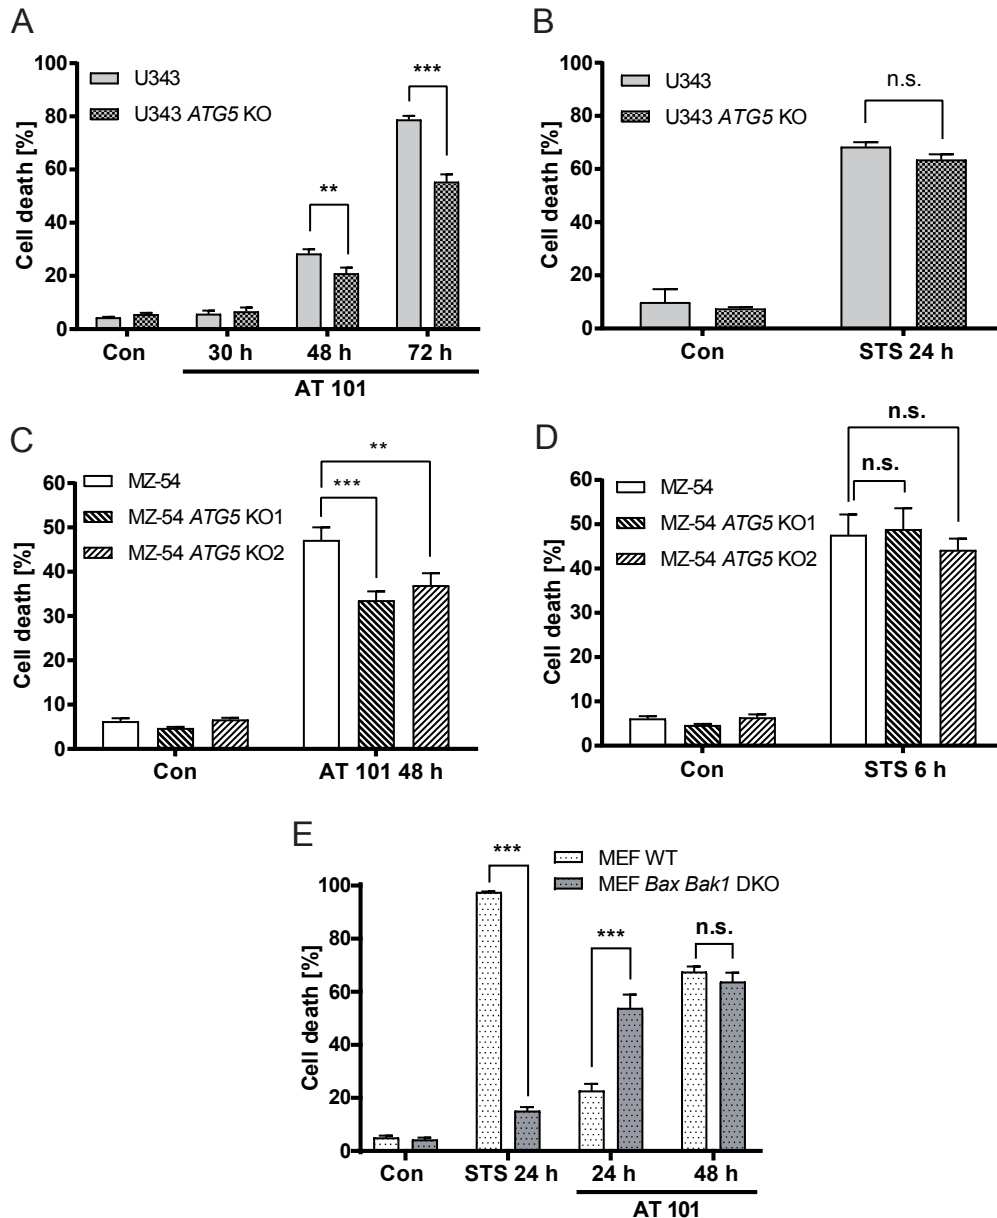 A
Cell death [%]
100
80
60
40
20
0
U343
U343 ATG5 KO
**
***
Con
30 h
48 h
72 h
AT 101
B
Cell death [%]
100
80
60
40
20
0
U343
U343 ATG5 KO
n.s.
Con
STS 24 h
C
Cell death [%]
60
50
40
30
20
10
0
MZ-54
MZ-54 ATG5 KO1
MZ-54 ATG5 KO2
**
***
Con
AT 101 48 h
D
Cell death [%]
60
50
40
30
20
10
0
MZ-54
MZ-54 ATG5 KO1
MZ-54 ATG5 KO2
n.s.
n.s.
Con
STS 6 h
E
Cell death [%]
100
80
60
40
20
0
MEF WT
MEF Bax Bak1 DKO
***
***
n.s.
Con
STS 24 h
24 h
48 h
AT 101